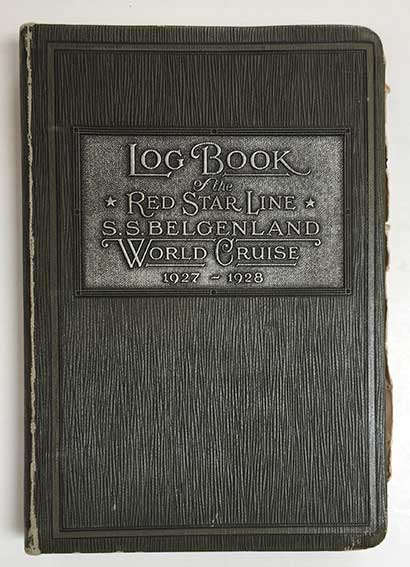 LOG BOOK
of the
★ RED STAR LINE ★
S.S. BELGENLAND
WORLD CRUISE
1927 - 1928